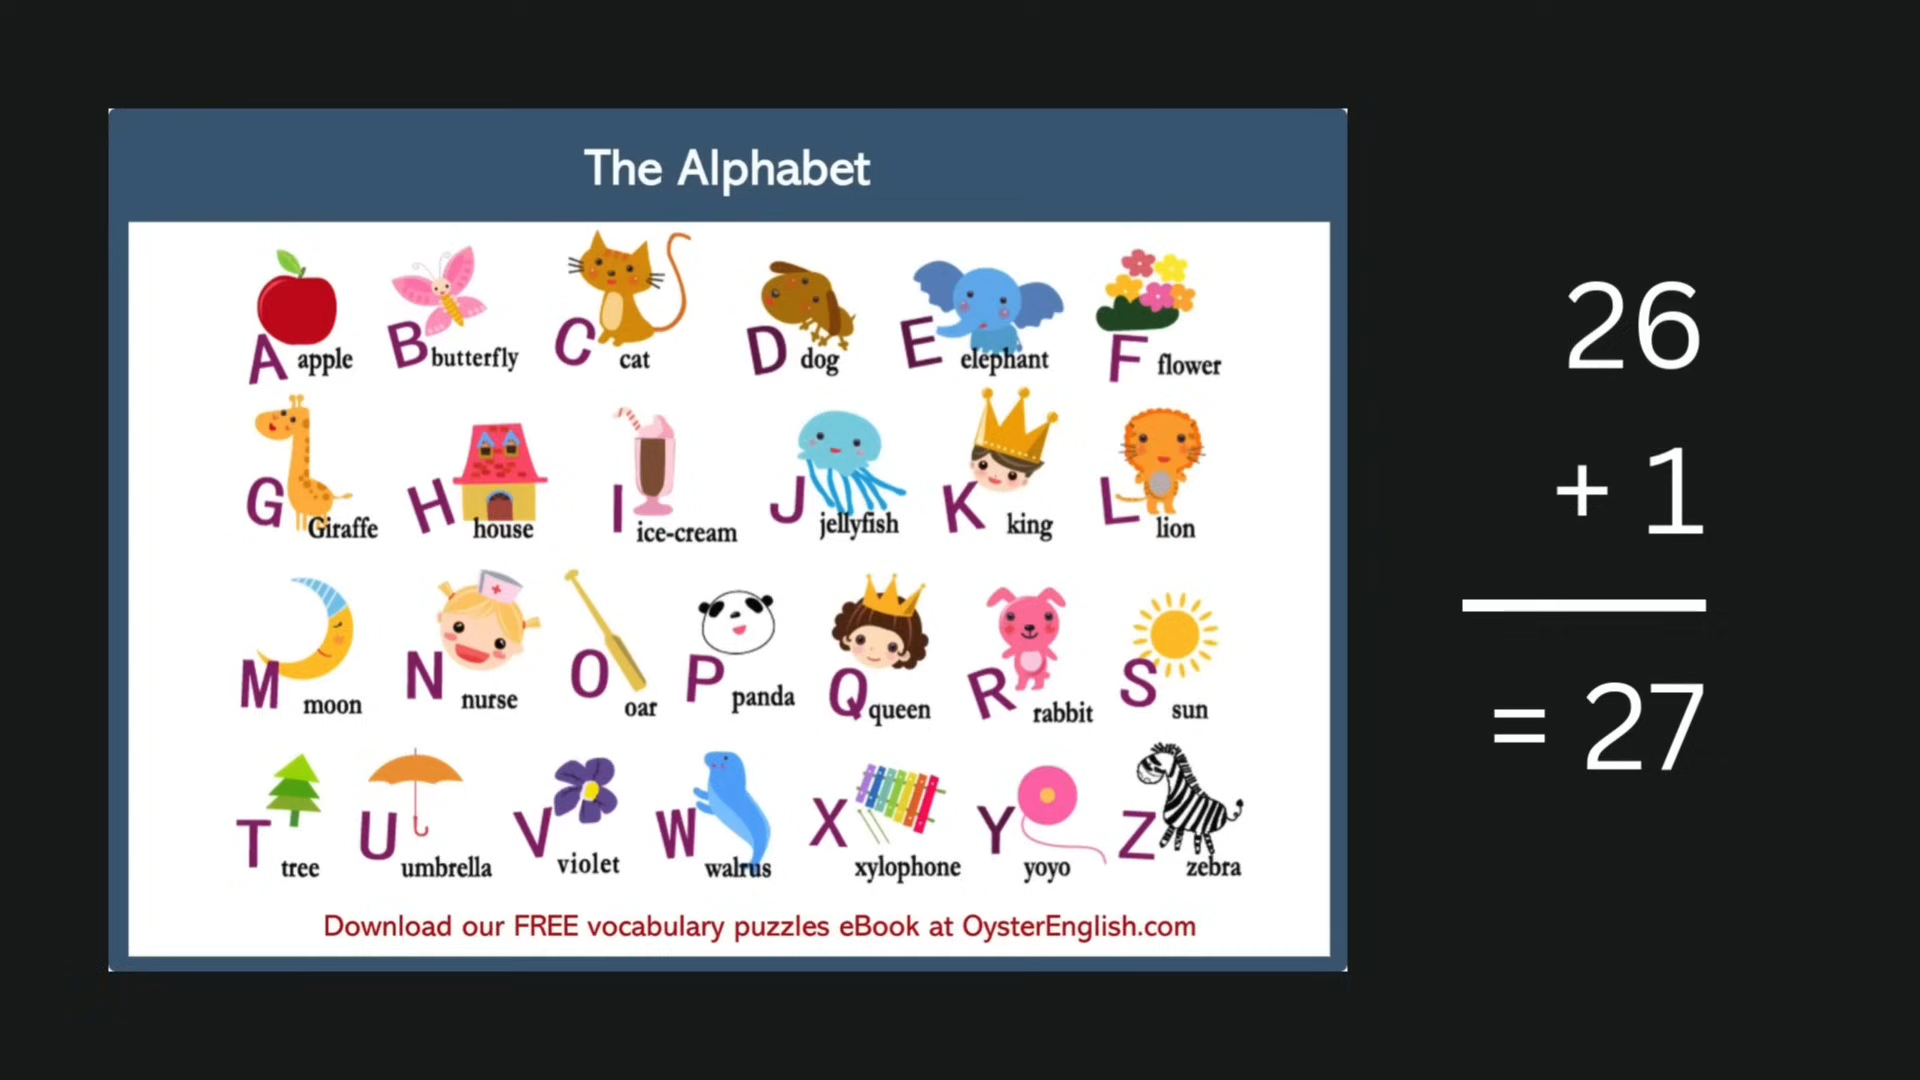 The Alphabet
A apple B butterfly C cat D dog E elephant F flower
G Giraffe H house I ice-cream J jellyfish K king L lion
M moon N nurse O oar P panda Q queen R rabbit S sun
T tree U umbrella V violet W walrus X xylophone Y yoyo Z zebra
Download our FREE vocabulary puzzles eBook at OysterEnglish.com
26
+ 1
= 27